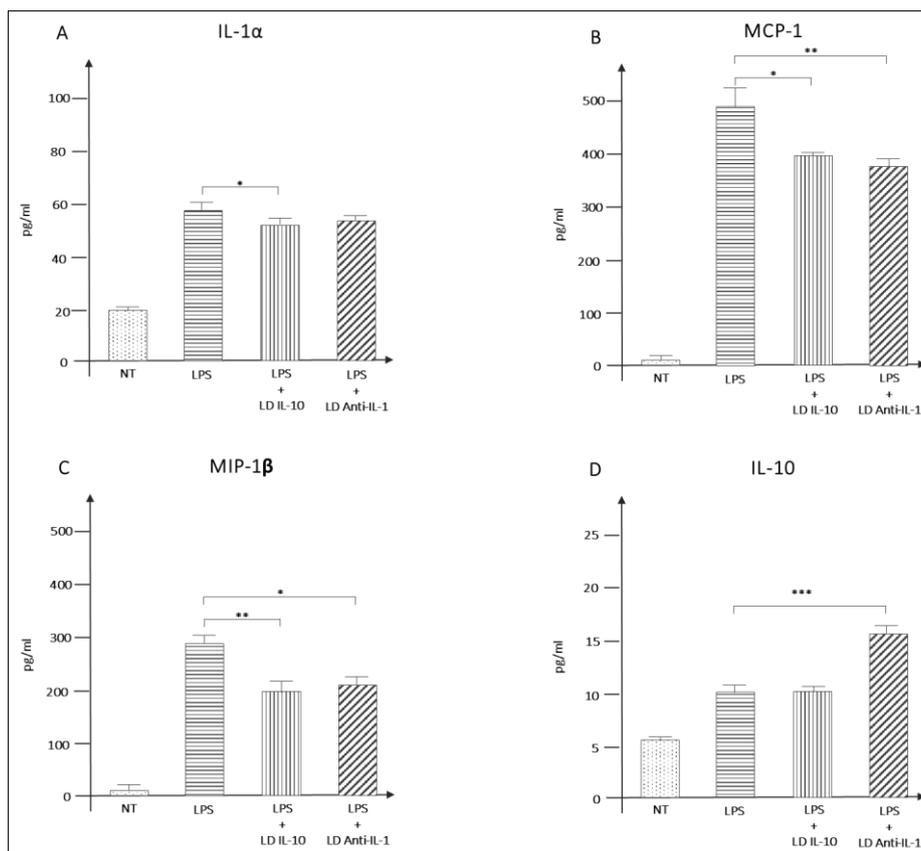 A
IL-1α
pg/ml
100
80
60
40
20
0
*
NT
LPS
LPS
+
LD IL-10
LPS
+
LD Anti-IL-1
B
MCP-1
pg/ml
500
400
300
200
100
0
**
*
NT
LPS
LPS
+
LD IL-10
LPS
+
LD Anti-IL-1
C
MIP-1β
pg/ml
500
400
300
200
100
0
*
**
NT
LPS
LPS
+
LD IL-10
LPS
+
LD Anti-IL-1
D
IL-10
pg/ml
25
20
15
10
5
0
***
NT
LPS
LPS
+
LD IL-10
LPS
+
LD Anti-IL-1